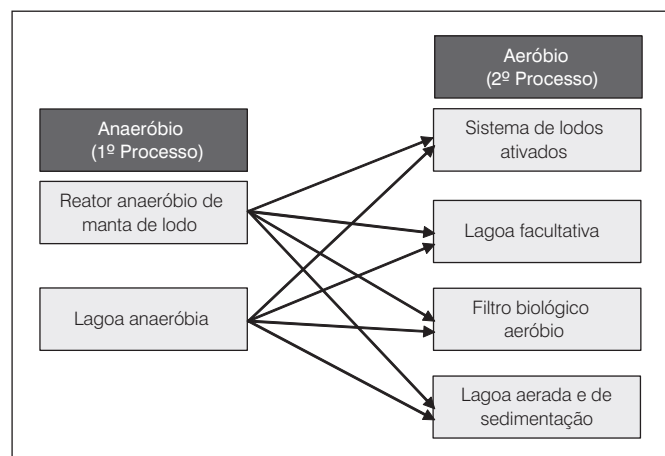 Anaeróbio
(1º Processo)
Reator anaeróbio de
manta de lodo
Lagoa anaeróbia
Aeróbio
(2º Processo)
Sistema de lodos
ativados
Lagoa facultativa
Filtro biológico
aeróbio
Lagoa aerada e de
sedimentação